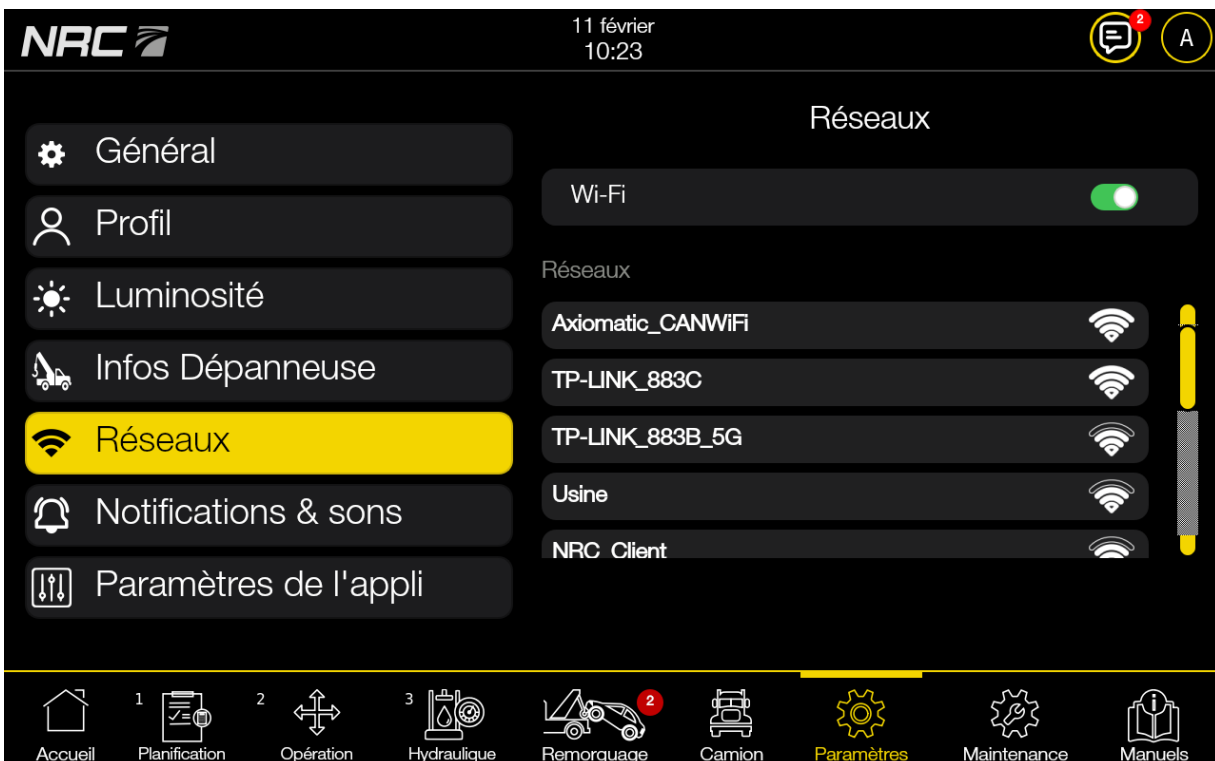 NRC
11 février
10:23
2
A
Général
Profil
Luminosité
Infos Dépanneuse
Réseaux
Notifications & sons
Paramètres de l'appli
Réseaux
Wi-Fi
Réseaux
Axiomatic_CANWiFi
TP-LINK_883C
TP-LINK_883B_5G
Usine
NRC_Client
Accueil
1 Planification
2 Opération
3 Hydraulique
2 Remorquage
Camion
Paramètres
Maintenance
Manuels